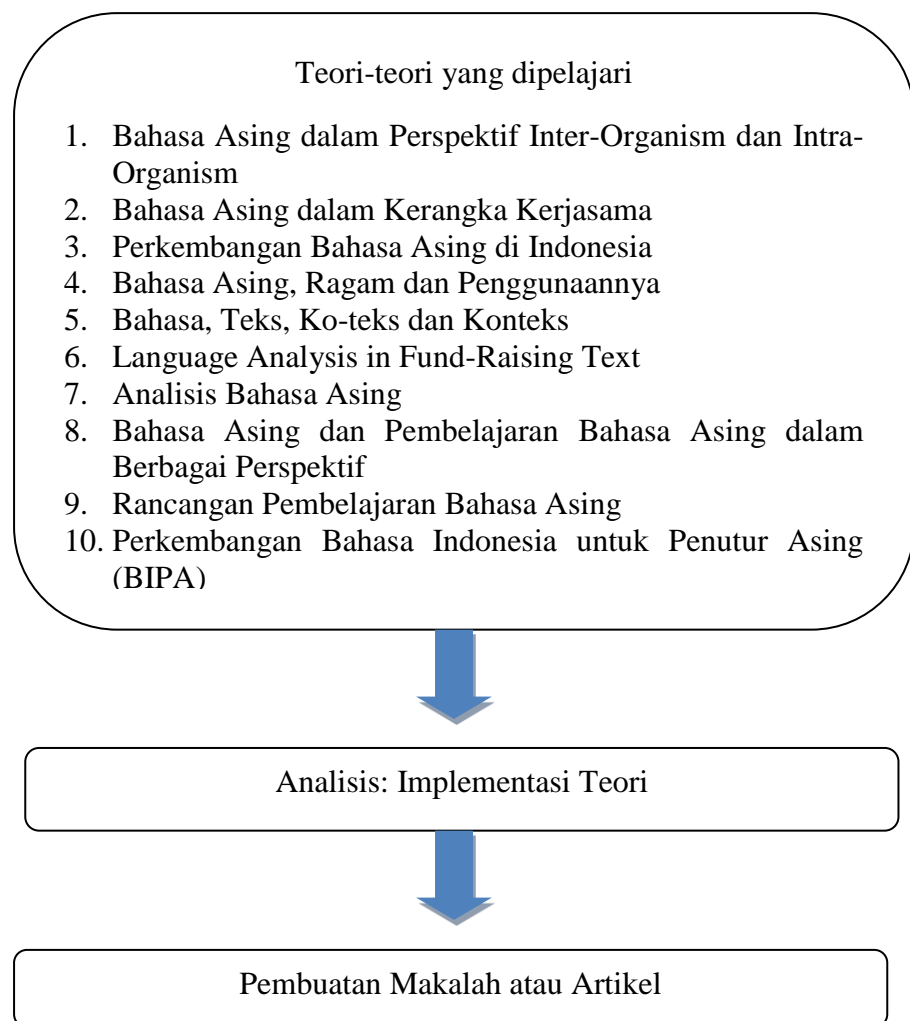 Teori-teori yang dipelajari
1. Bahasa Asing dalam Perspektif Inter-Organism dan Intra-
Organism
2. Bahasa Asing dalam Kerangka Kerjasama
3. Perkembangan Bahasa Asing di Indonesia
4. Bahasa Asing, Ragam dan Penggunaannya
5. Bahasa, Teks, Ko-teks dan Konteks
6. Language Analysis in Fund-Raising Text
7. Analisis Bahasa Asing
8. Bahasa Asing dan Pembelajaran Bahasa Asing dalam
Berbagai Perspektif
9. Rancangan Pembelajaran Bahasa Asing
10. Perkembangan Bahasa Indonesia untuk Penutur Asing
(BIPA)
Analisis: Implementasi Teori
Pembuatan Makalah atau Artikel